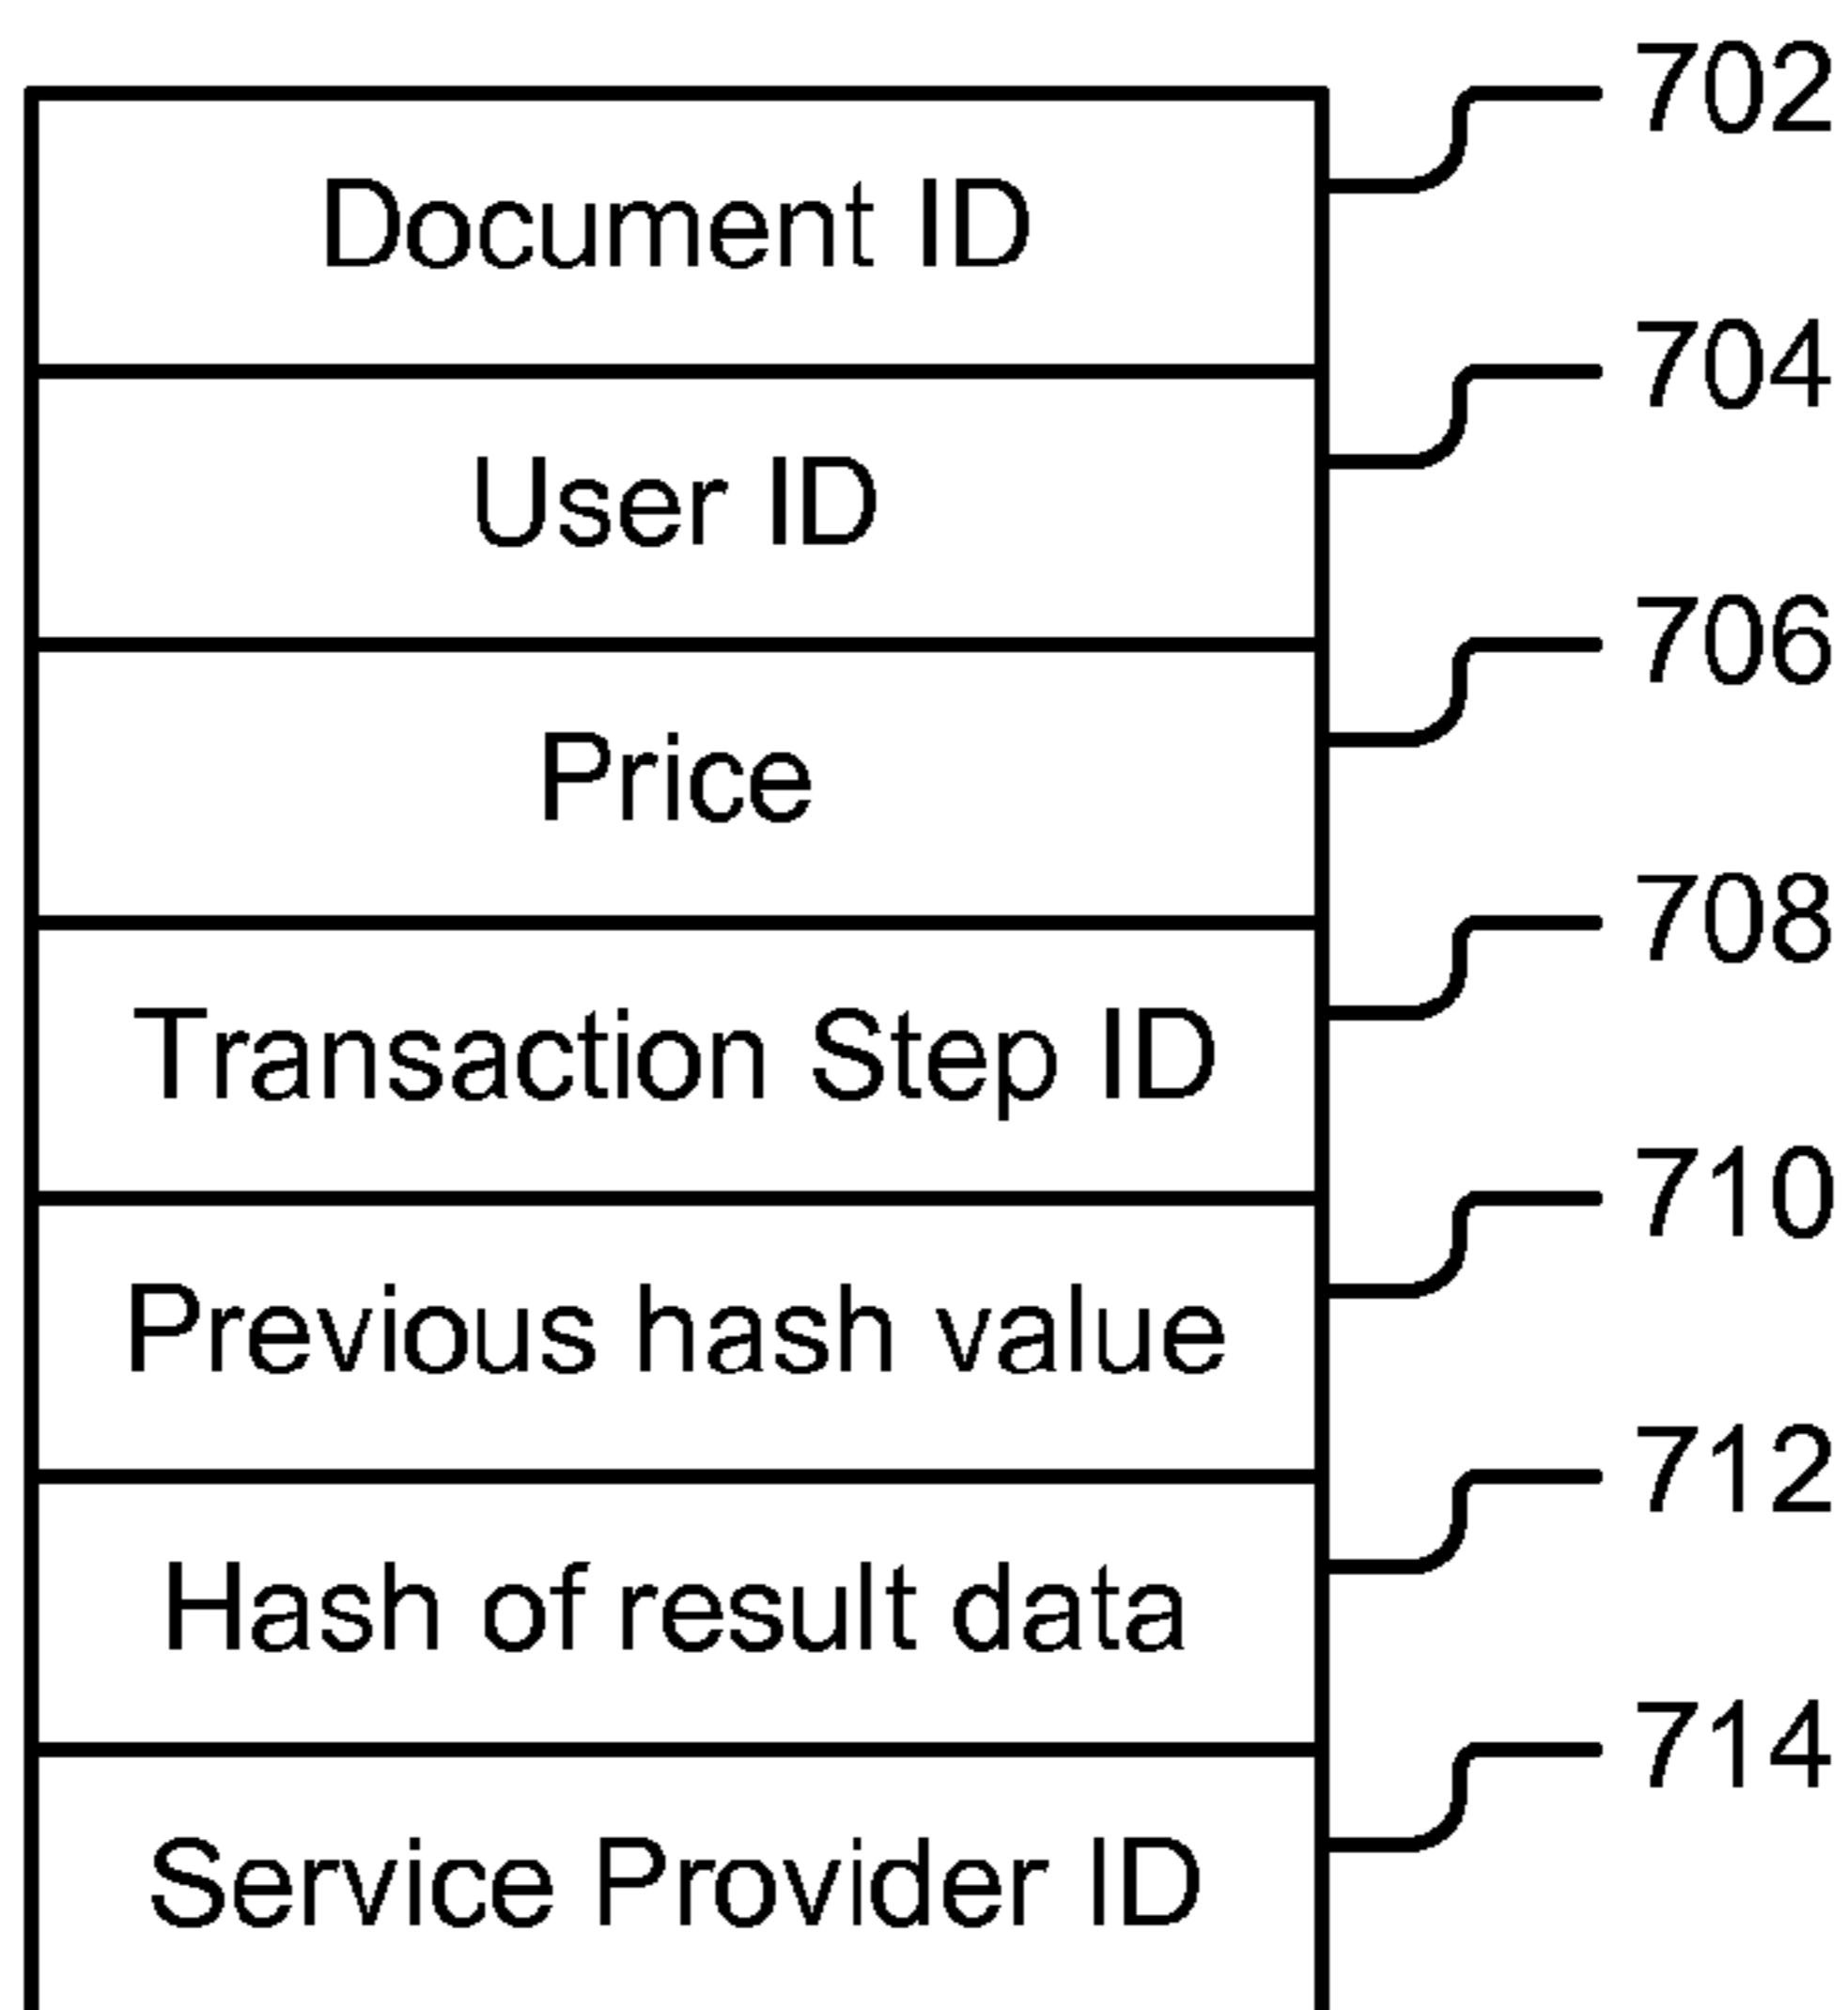 702
Document ID
704
User ID
706
Price
708
Transaction Step ID
710
Previous hash value
712
Hash of result data
714
Service Provider ID